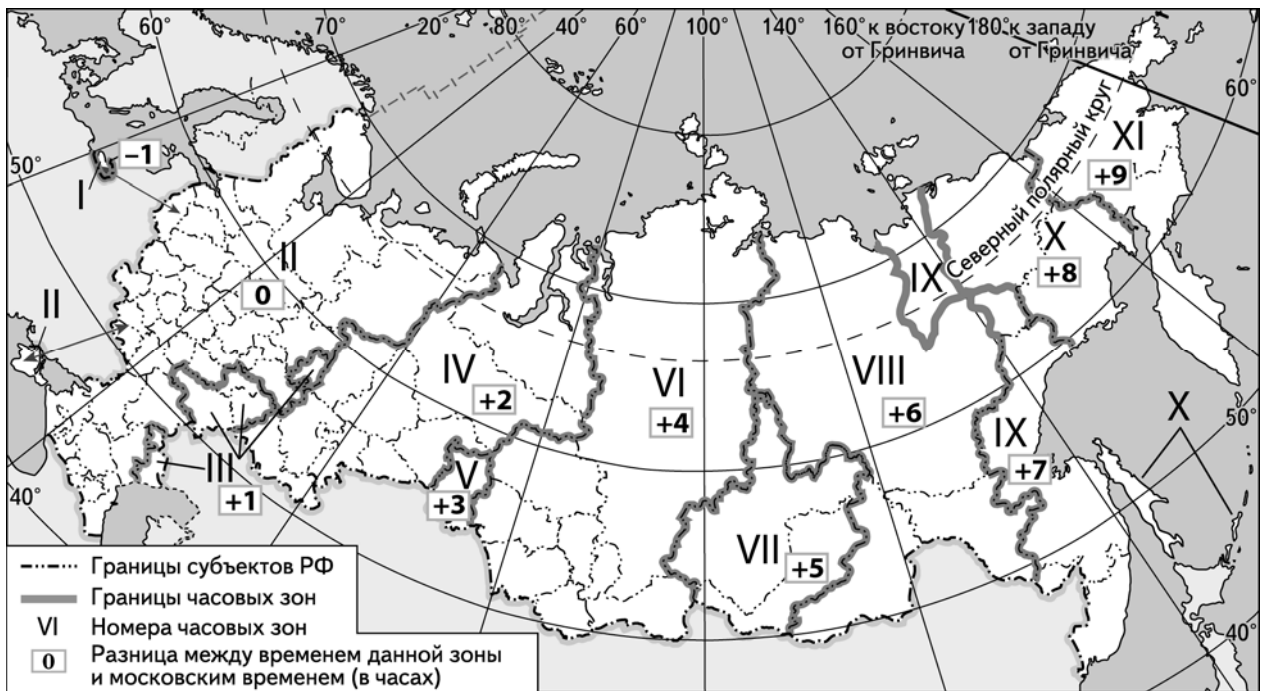 60° 70° 20° 80° 40° 60° 100° 140° 160° к востоку 180° к западу
от Гринвича от Гринвича
60°
50°
–1
I
XI
+9
Северный полярный круг
II
0
X
+8
IX
II
IV
+2
VI
+4
VIII
+6
X
50°
IX
+7
III
+1
V
+3
40°
VII
+5
40°
Границы субъектов РФ
Границы часовых зон
VI Номера часовых зон
0 Разница между временем данной зоны
и московским временем (в часах)